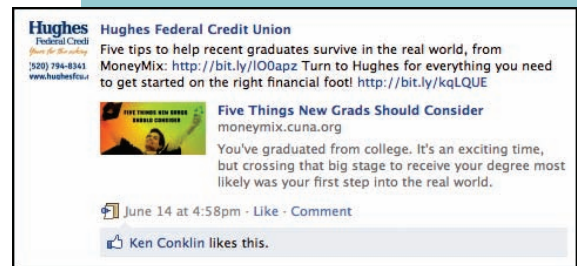 Hughes
Federal Credi
Yours for the asking
(520) 794-8341
www.hughesfcu.
Hughes Federal Credit Union
Five tips to help recent graduates survive in the real world, from
MoneyMix: http://bit.ly/lO0apz Turn to Hughes for everything you need
to get started on the right financial foot! http://bit.ly/kqLQUE
FIVE THINGS NEW GRADS
SHOULD CONSIDER
Five Things New Grads Should Consider
moneymix.cuna.org
You've graduated from college. It's an exciting time,
but crossing that big stage to receive your degree most
likely was your first step into the real world.
June 14 at 4:58pm · Like · Comment
Ken Conklin likes this.